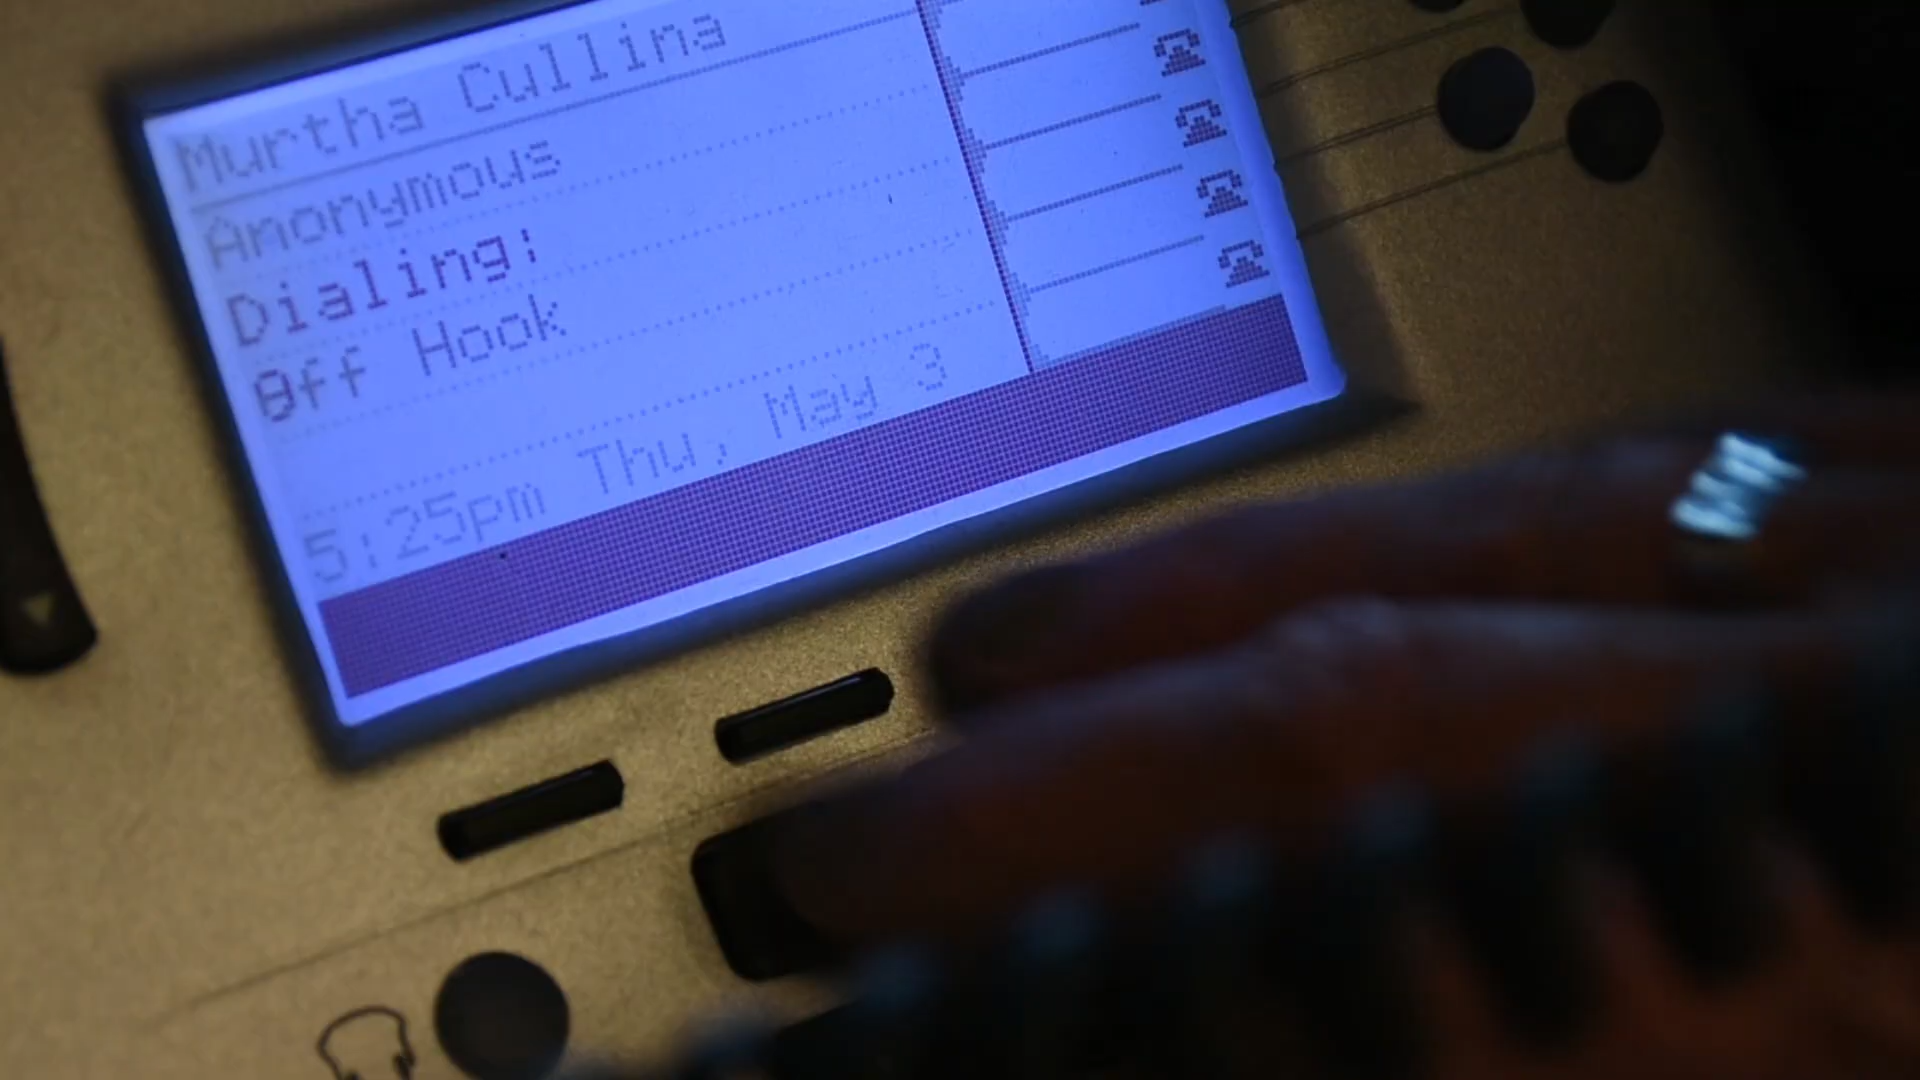 Murtha Cullina
Anonymous
Dialing:
Off Hook
5:25pm Thu, May 3